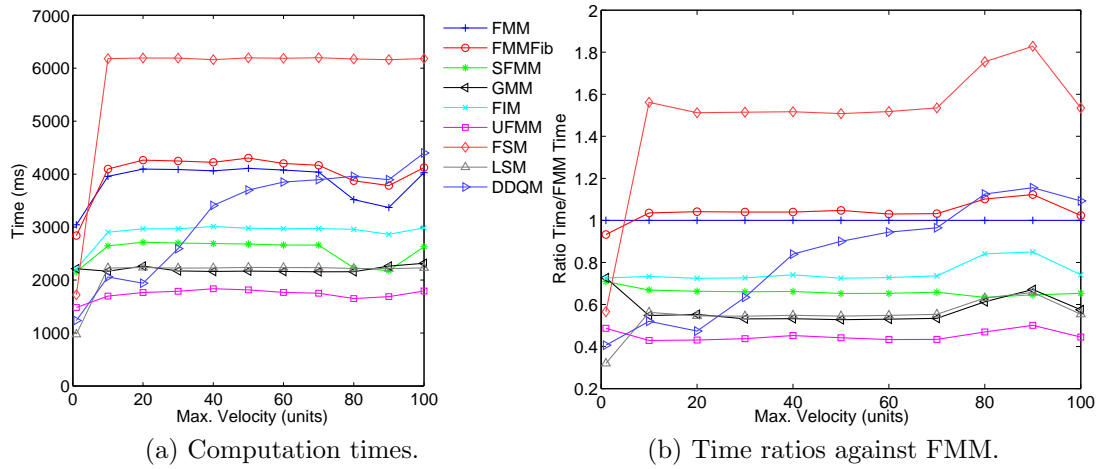 7000
6000
5000
4000
3000
2000
1000
0
Time (ms)
0 20 40 60 80 100
Max. Velocity (units)
FMM
FMMFib
SFMM
GMM
FIM
UFMM
FSM
LSM
DDQM
2
1.8
1.6
1.4
1.2
1
0.8
0.6
0.4
0.2
Ratio Time/FMM Time
0 20 40 60 80 100
Max. Velocity (units)
(a) Computation times.
(b) Time ratios against FMM.